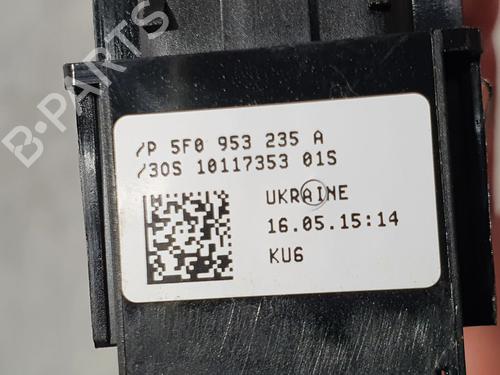 B-PARTS
/P 5F0 953 235 A
/30S 10117353 01S
UKRAINE
16.05.15:14
KU6